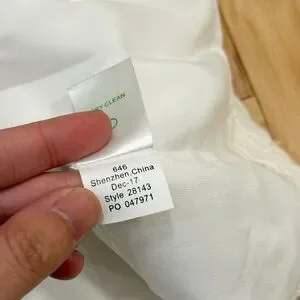 CLEAN
646
Shenzhen.China
Dec-17
Style 28143
PO 047971